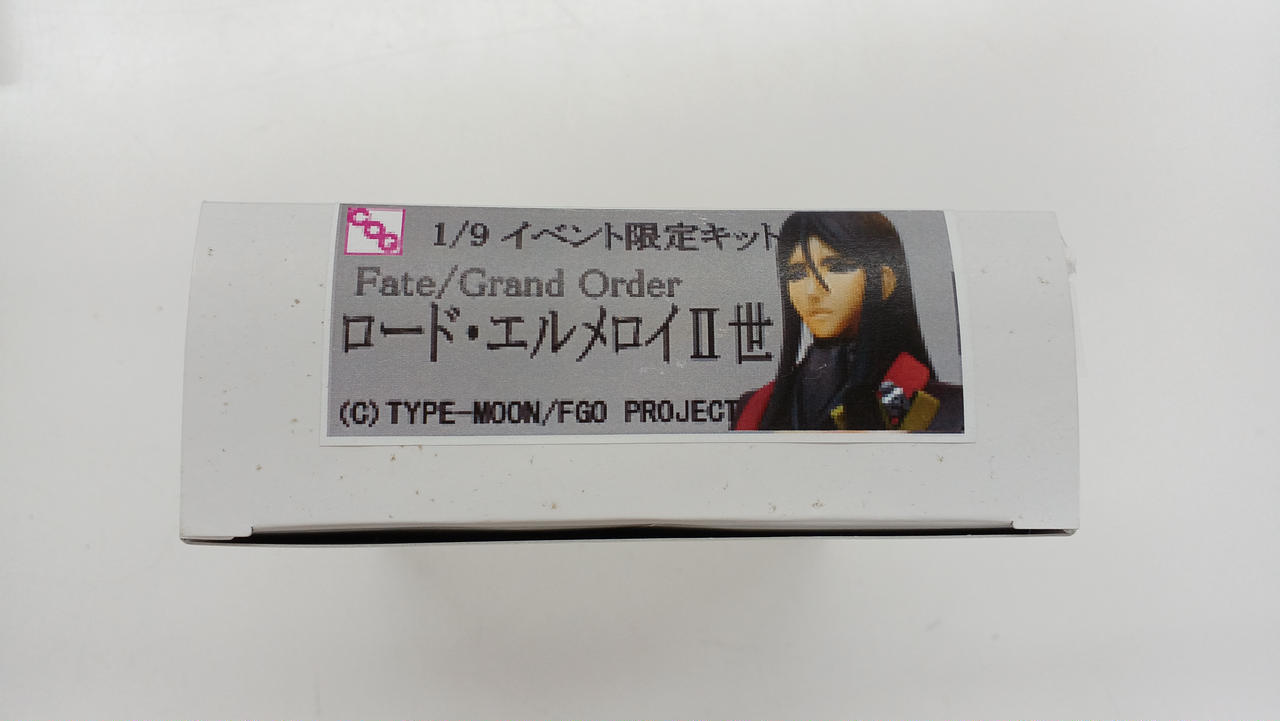 COG
1/9 イベント限定キット
Fate/Grand Order
ロード・エルメロイⅡ世
(C)TYPE-MOON/FGO PROJECT